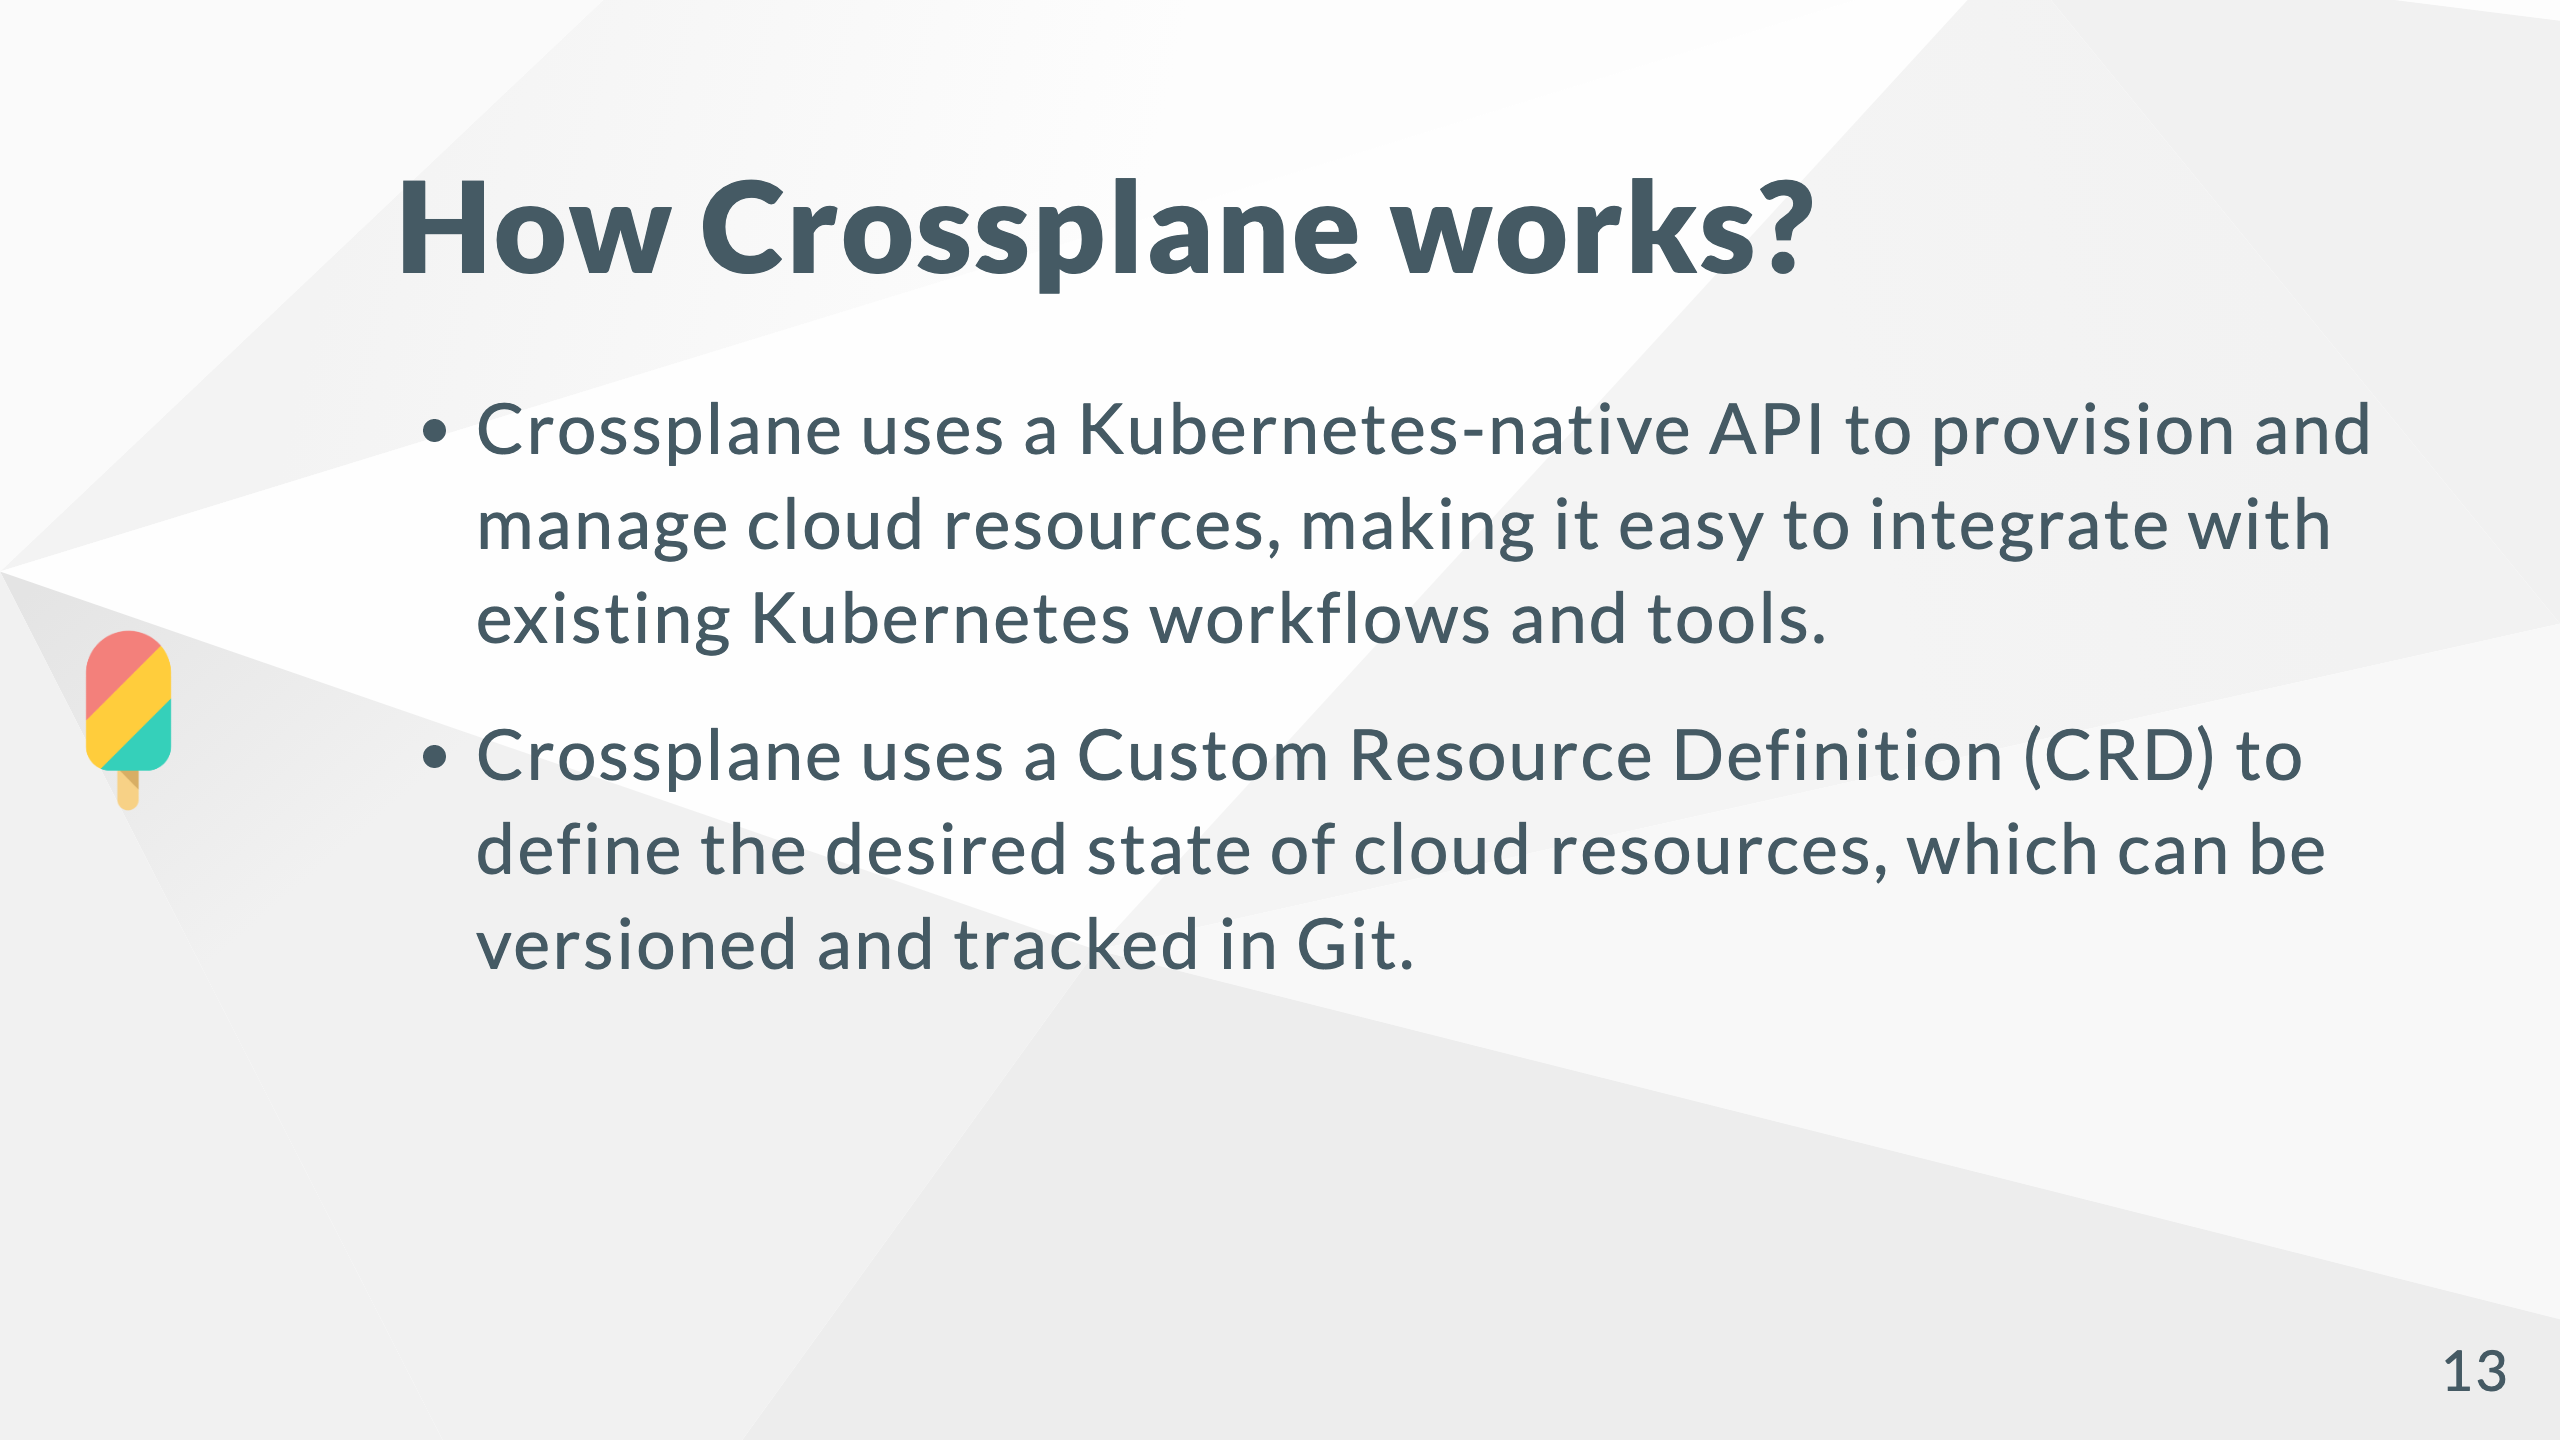 How Crossplane works?
• Crossplane uses a Kubernetes-native API to provision and
manage cloud resources, making it easy to integrate with
existing Kubernetes workflows and tools.
• Crossplane uses a Custom Resource Definition (CRD) to
define the desired state of cloud resources, which can be
versioned and tracked in Git.
13